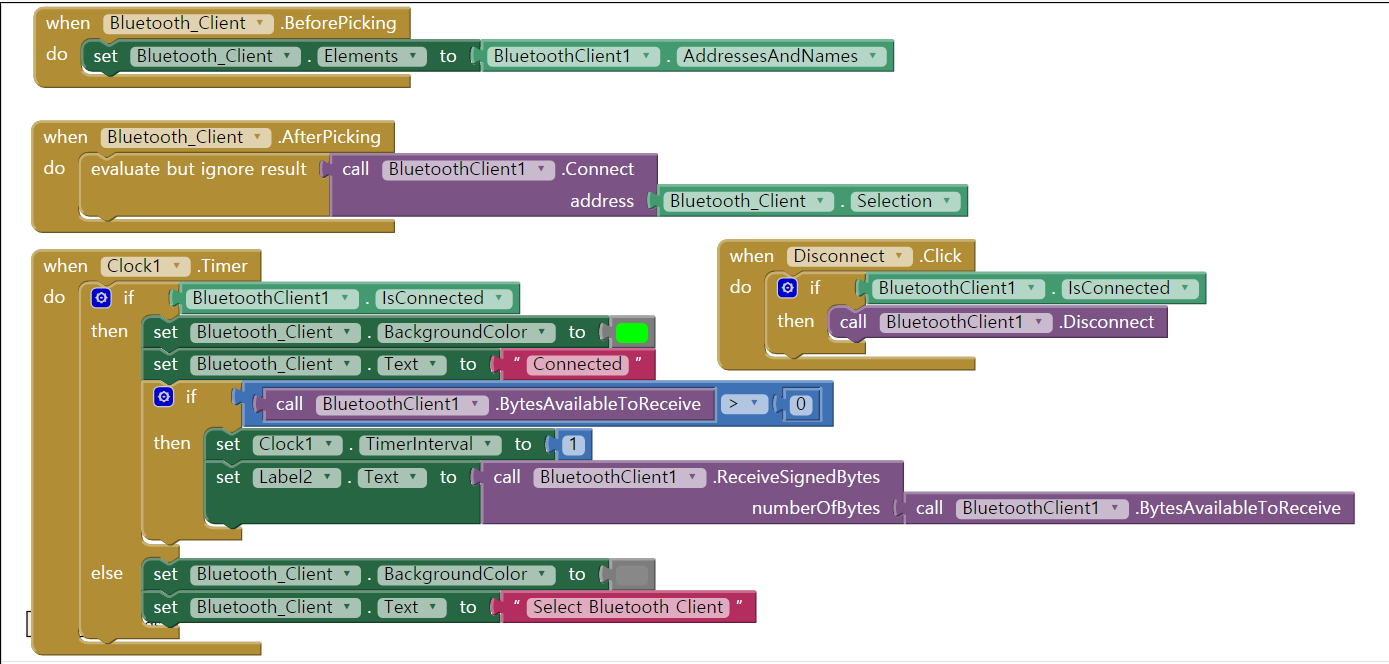 when Bluetooth_Client .BeforePicking
do set Bluetooth_Client . Elements to BluetoothClient1 . AddressesAndNames
when Bluetooth_Client .AfterPicking
do evaluate but ignore result call BluetoothClient1 .Connect
address Bluetooth_Client . Selection
when Clock1 .Timer
do if BluetoothClient1 . IsConnected
then set Bluetooth_Client . BackgroundColor to
set Bluetooth_Client . Text to " Connected "
if call BluetoothClient1 .BytesAvailableToReceive > 0
then set Clock1 . TimerInterval to 1
set Label2 . Text to call BluetoothClient1 .ReceiveSignedBytes
numberOfBytes call BluetoothClient1 .BytesAvailableToReceive
else set Bluetooth_Client . BackgroundColor to
set Bluetooth_Client . Text to " Select Bluetooth Client "
when Disconnect .Click
do if BluetoothClient1 . IsConnected
then call BluetoothClient1 .Disconnect